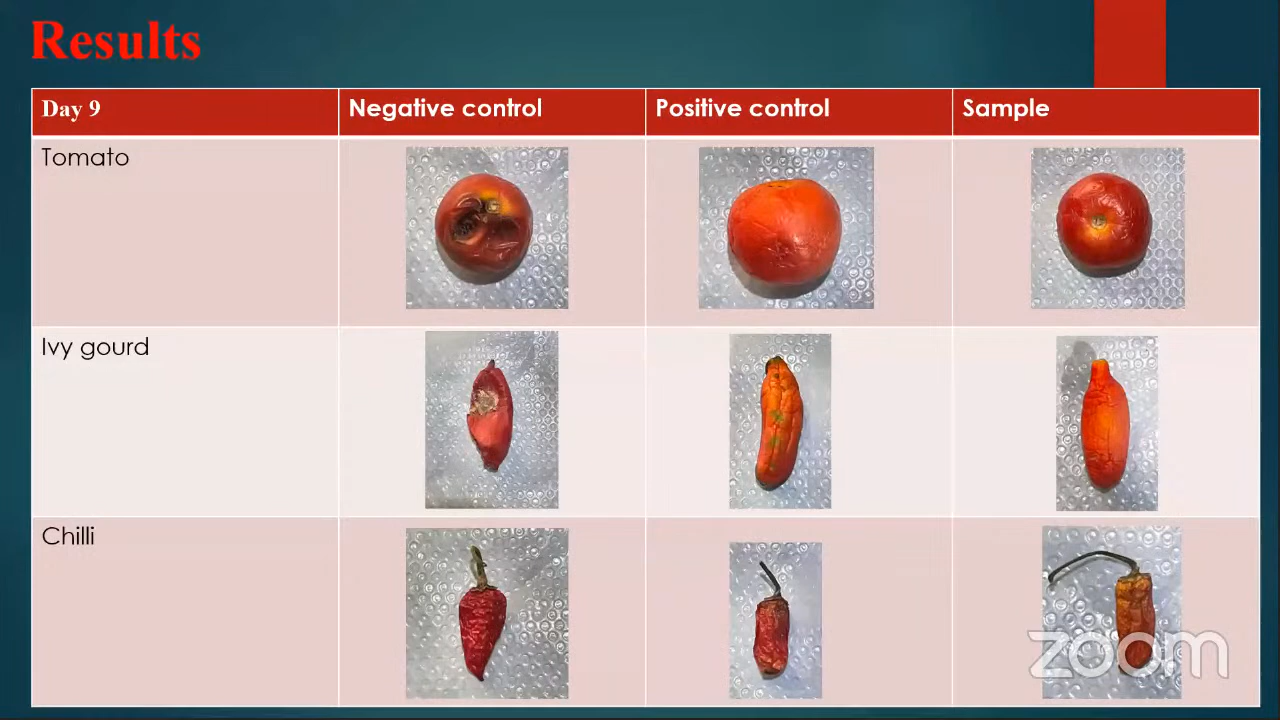 Results
Day 9 Negative control Positive control Sample
Tomato
Ivy gourd
Chilli
zoom